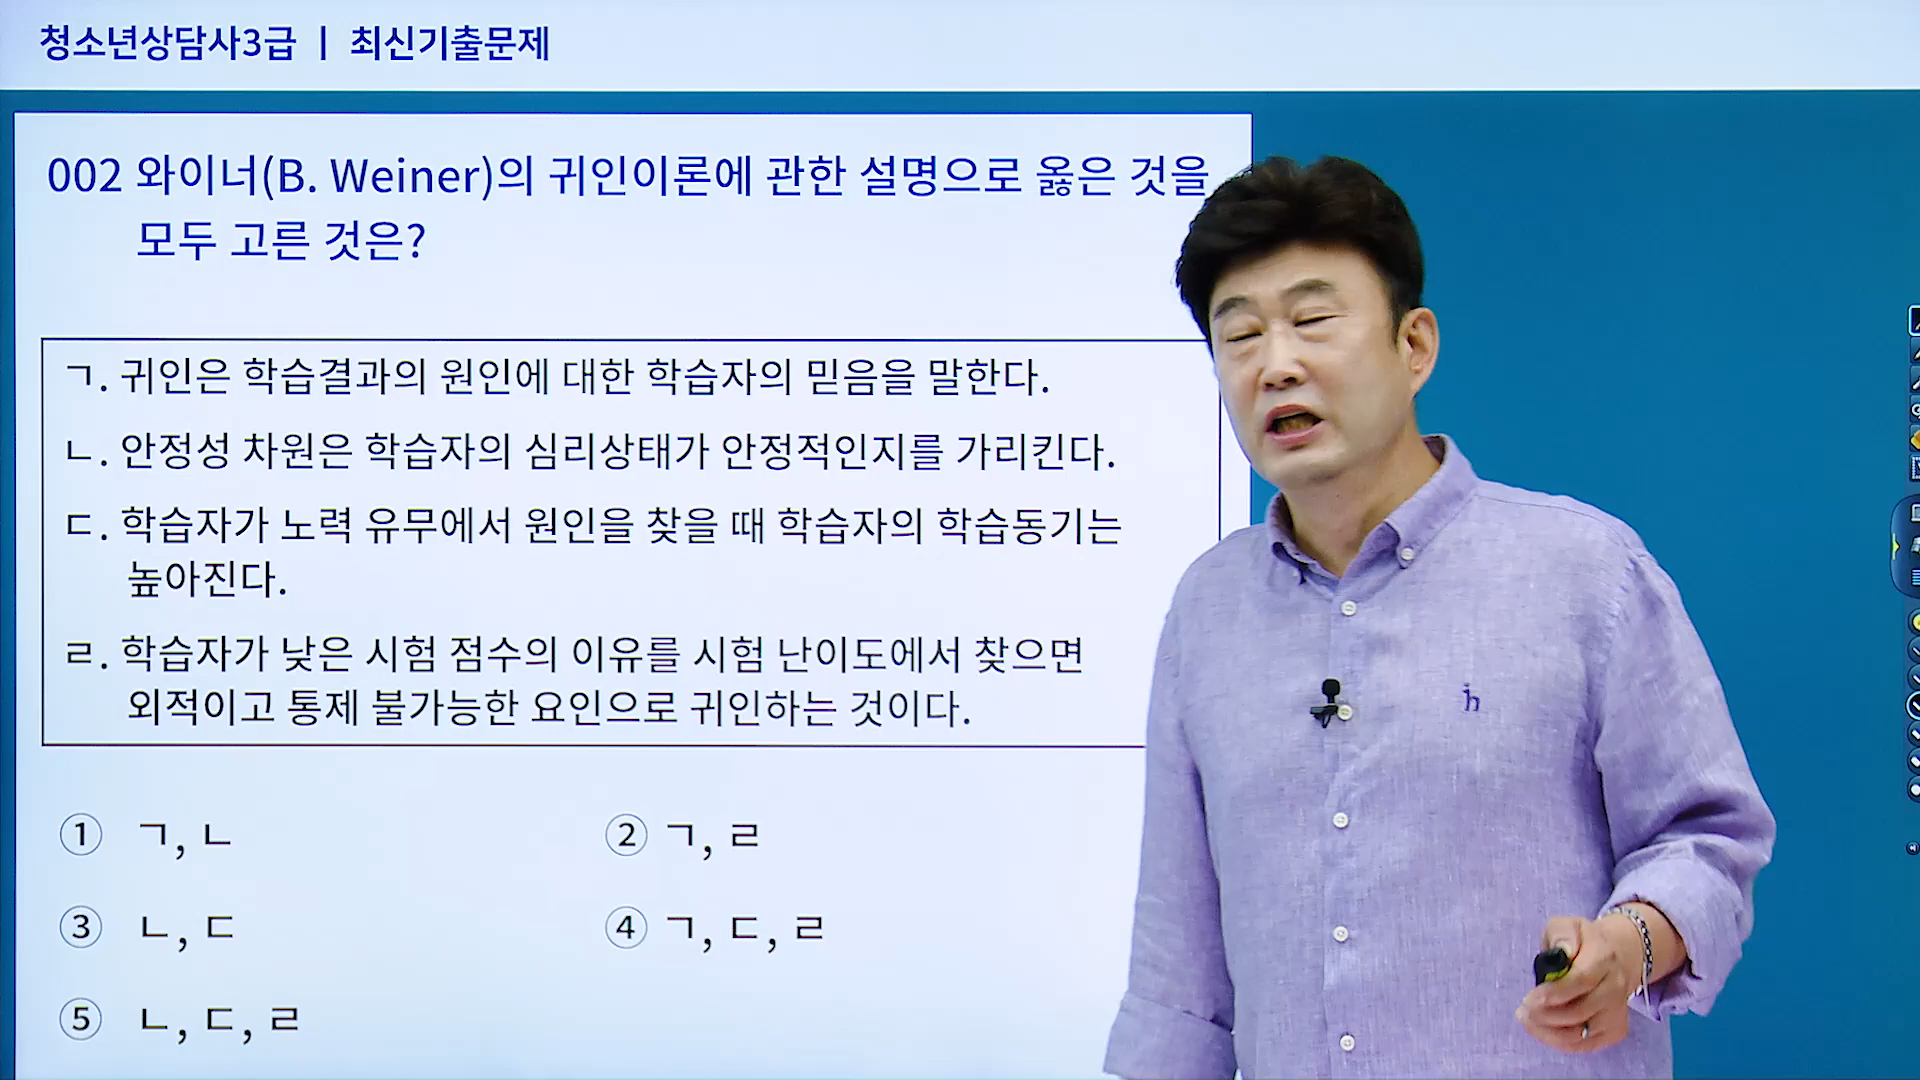 청소년상담사3급 | 최신기출문제
002 와이너(B. Weiner)의 귀인이론에 관한 설명으로 옳은 것을
모두 고른 것은?
ㄱ. 귀인은 학습결과의 원인에 대한 학습자의 믿음을 말한다.
ㄴ. 안정성 차원은 학습자의 심리상태가 안정적인지를 가리킨다.
ㄷ. 학습자가 노력 유무에서 원인을 찾을 때 학습자의 학습동기는
높아진다.
ㄹ. 학습자가 낮은 시험 점수의 이유를 시험 난이도에서 찾으면
외적이고 통제 불가능한 요인으로 귀인하는 것이다.
① ㄱ, ㄴ
② ㄱ, ㄹ
③ ㄴ, ㄷ
④ ㄱ, ㄷ, ㄹ
⑤ ㄴ, ㄷ, ㄹ